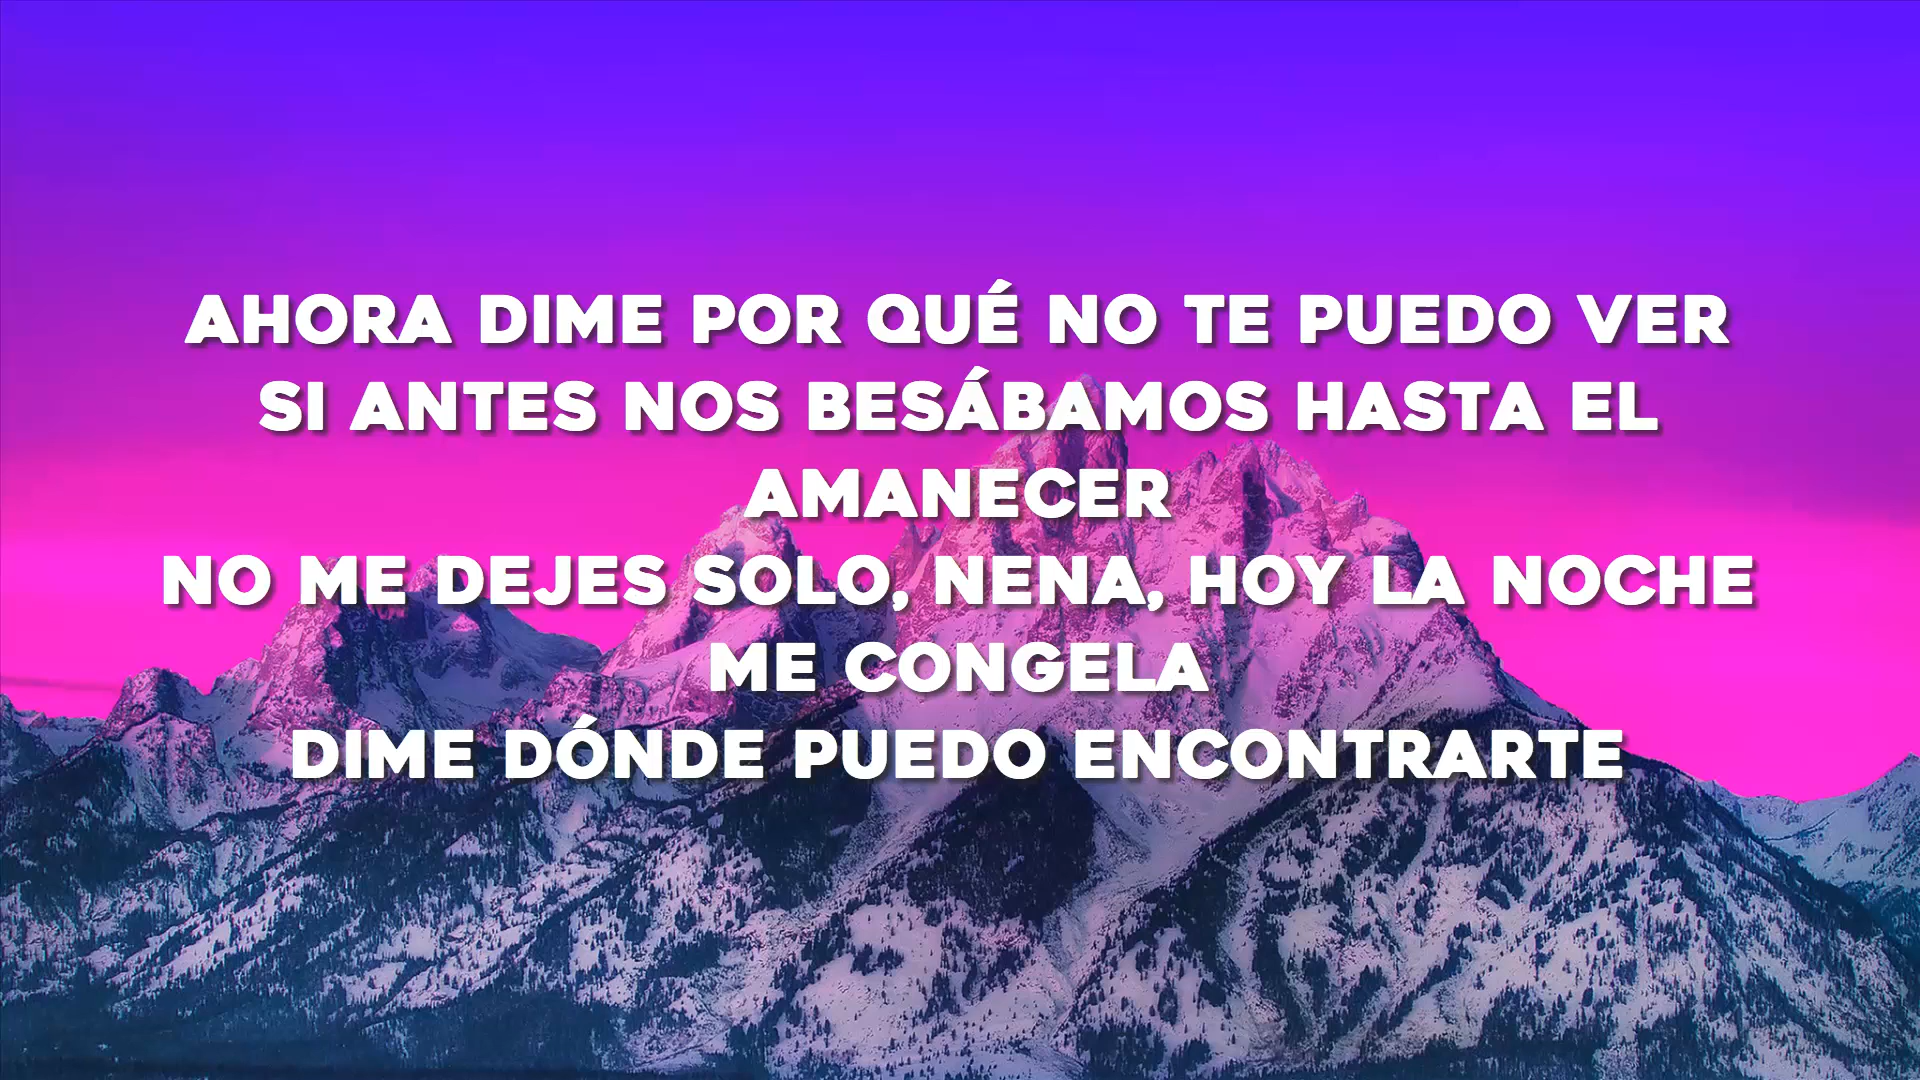 AHORA DIME POR QUÉ NO TE PUEDO VER
SI ANTES NOS BESÁBAMOS HASTA EL
AMANECER
NO ME DEJES SOLO, NENA, HOY LA NOCHE
ME CONGELA
DIME DÓNDE PUEDO ENCONTRARTE